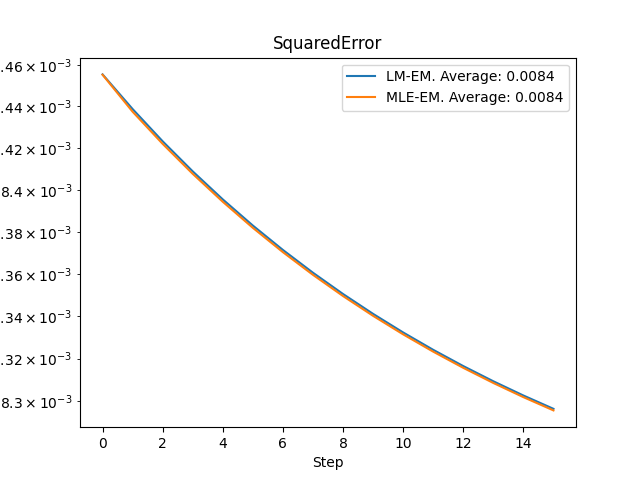 SquaredError
LM-EM. Average: 0.0084
MLE-EM. Average: 0.0084
.46 × 10⁻³
.44 × 10⁻³
.42 × 10⁻³
8.4 × 10⁻³
.38 × 10⁻³
.36 × 10⁻³
.34 × 10⁻³
.32 × 10⁻³
8.3 × 10⁻³
0 2 4 6 8 10 12 14
Step